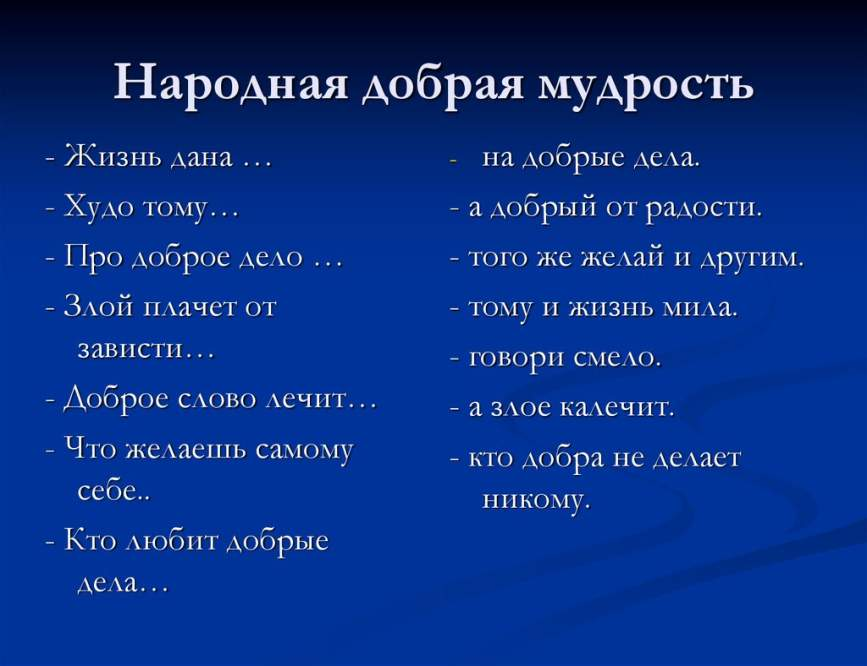 Народная добрая мудрость
- Жизнь дана …
- Худо тому…
- Про доброе дело …
- Злой плачет от
зависти…
- Доброе слово лечит…
- Что желаешь самому
себе..
- Кто любит добрые
дела…
- на добрые дела.
- а добрый от радости.
- того же желай и другим.
- тому и жизнь мила.
- говори смело.
- а злое калечит.
- кто добра не делает
никому.